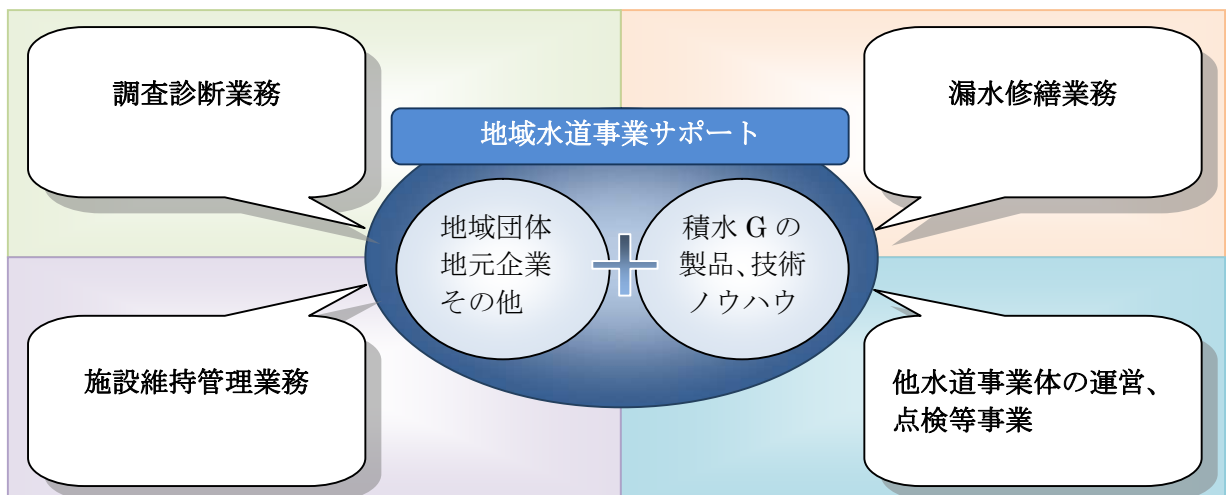 調査診断業務
漏水修繕業務
地域水道事業サポート
地域団体
地元企業
その他
積水 G の
製品、技術
ノウハウ
施設維持管理業務
他水道事業体の運営、
点検等事業